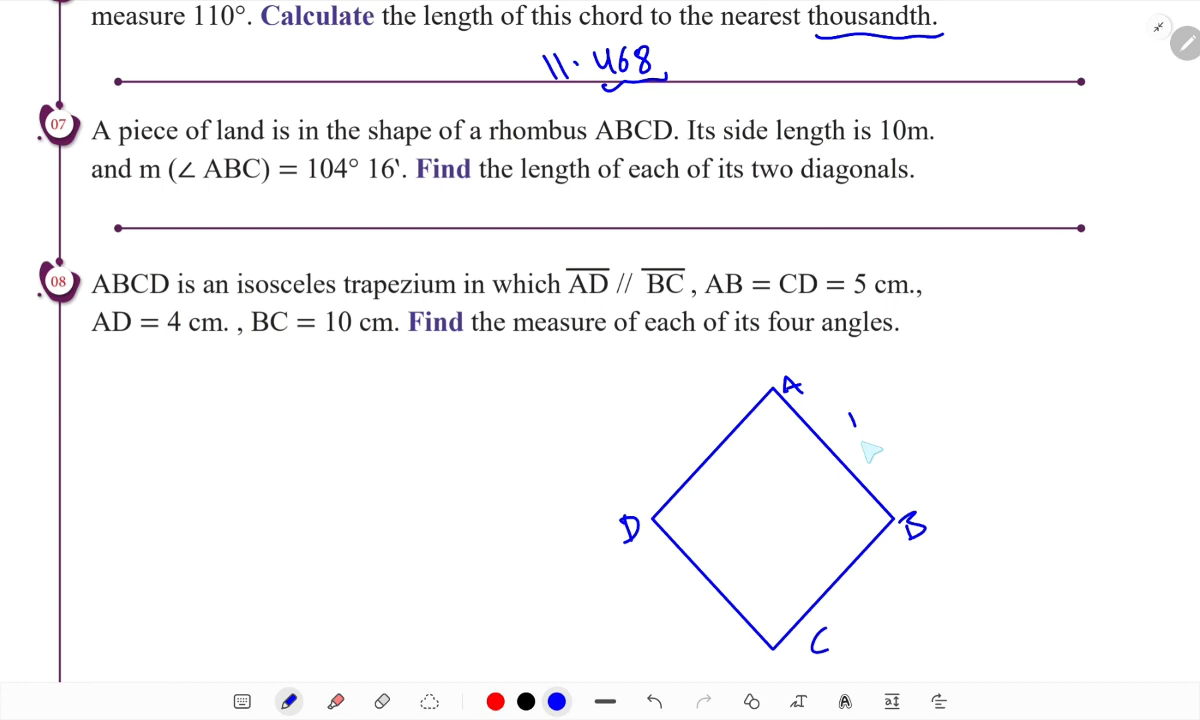 measure 110°. Calculate the length of this chord to the nearest thousandth.
11.468
07
A piece of land is in the shape of a rhombus ABCD. Its side length is 10m.
and m (∠ ABC) = 104° 16‵. Find the length of each of its two diagonals.
08
ABCD is an isosceles trapezium in which A̅D̅ // B̅C̅ , AB = CD = 5 cm.,
AD = 4 cm. , BC = 10 cm. Find the measure of each of its four angles.
A
D
B
C